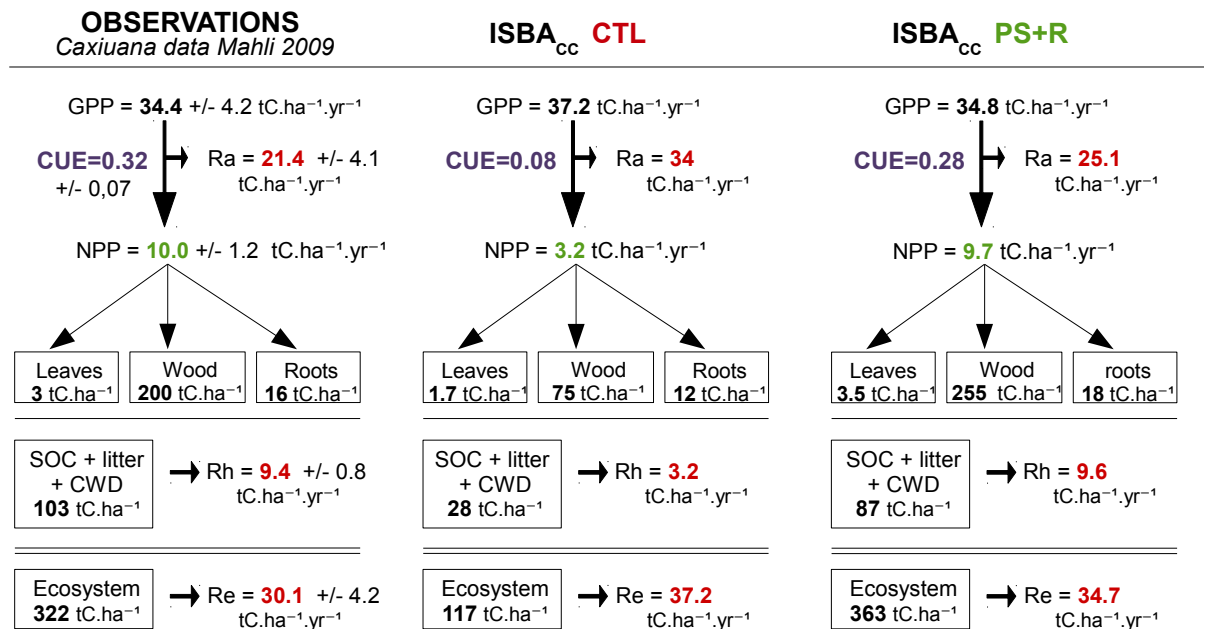 OBSERVATIONS
Caxiuana data Mahli 2009
GPP = 34.4 +/- 4.2 tC.ha⁻¹.yr⁻¹
CUE=0.32
+/- 0,07
Ra = 21.4 +/- 4.1
tC.ha⁻¹.yr⁻¹
NPP = 10.0 +/- 1.2 tC.ha⁻¹.yr⁻¹
Leaves
3 tC.ha⁻¹
Wood
200 tC.ha⁻¹
Roots
16 tC.ha⁻¹
SOC + litter
+ CWD
103 tC.ha⁻¹
Rh = 9.4 +/- 0.8
tC.ha⁻¹.yr⁻¹
Ecosystem
322 tC.ha⁻¹
Re = 30.1 +/- 4.2
tC.ha⁻¹.yr⁻¹
ISBACC CTL
GPP = 37.2 tC.ha⁻¹.yr⁻¹
CUE=0.08
Ra = 34
tC.ha⁻¹.yr⁻¹
NPP = 3.2 tC.ha⁻¹.yr⁻¹
Leaves
1.7 tC.ha⁻¹
Wood
75 tC.ha⁻¹
Roots
12 tC.ha⁻¹
SOC + litter
+ CWD
28 tC.ha⁻¹
Rh = 3.2
tC.ha⁻¹.yr⁻¹
Ecosystem
117 tC.ha⁻¹
Re = 37.2
tC.ha⁻¹.yr⁻¹
ISBACC PS+R
GPP = 34.8 tC.ha⁻¹.yr⁻¹
CUE=0.28
Ra = 25.1
tC.ha⁻¹.yr⁻¹
NPP = 9.7 tC.ha⁻¹.yr⁻¹
Leaves
3.5 tC.ha⁻¹
Wood
255 tC.ha⁻¹
roots
18 tC.ha⁻¹
SOC + litter
+ CWD
87 tC.ha⁻¹
Rh = 9.6
tC.ha⁻¹.yr⁻¹
Ecosystem
363 tC.ha⁻¹
Re = 34.7
tC.ha⁻¹.yr⁻¹